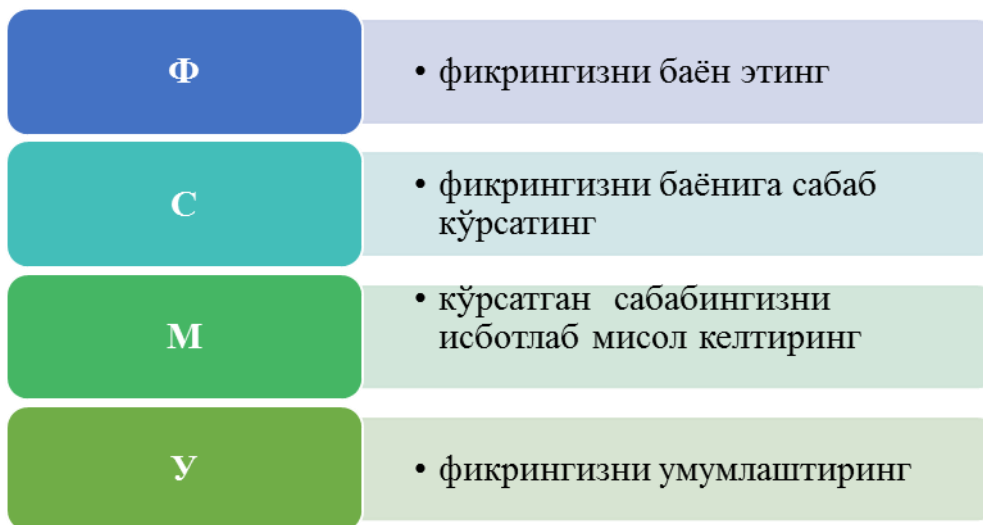 Ф
• фикрингизни баён этинг
С
• фикрингизни баёнига сабаб
кўрсатинг
М
• кўрсатган сабабингизни
исботлаб мисол келтиринг
У
• фикрингизни умумлаштиринг